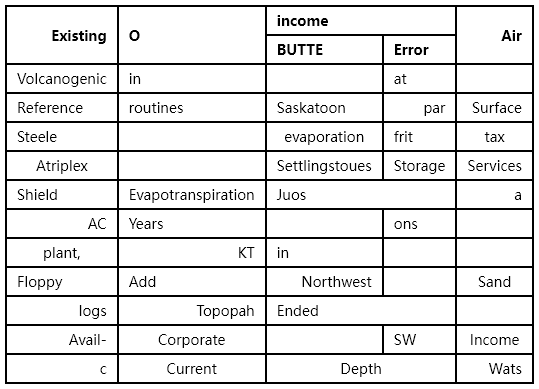 Existing O income Air
BUTTE Error
Volcanogenic in at
Reference routines Saskatoon par Surface
Steele evaporation frit tax
Atriplex Settlingstoues Storage Services
Shield Evapotranspiration Juos a
AC Years ons
plant, KT in
Floppy Add Northwest Sand
logs Topopah Ended
Avail- Corporate SW Income
c Current Depth Wats